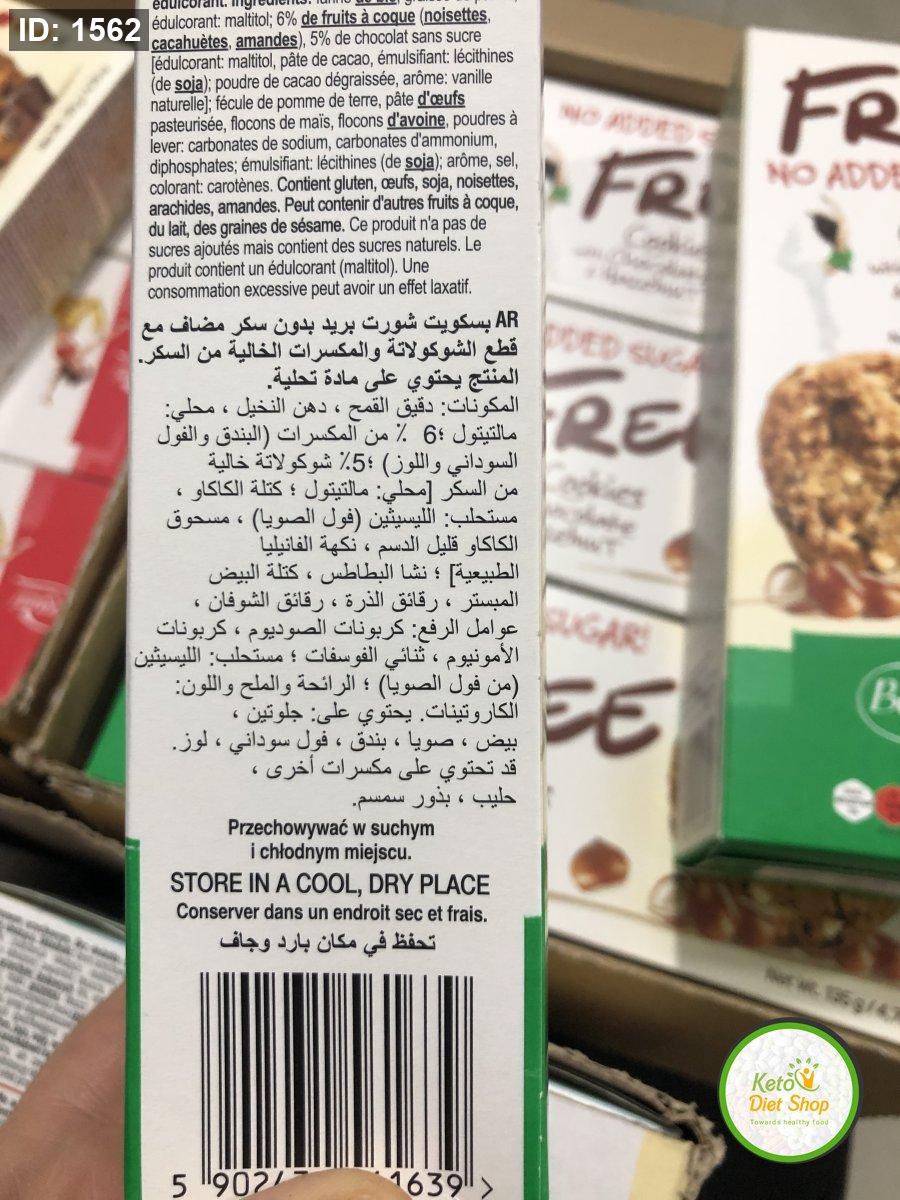 ID: 1562
édulcorant: maltitol; 6% de fruits à coque (noisettes,
cacahuètes, amandes), 5% de chocolat sans sucre
[édulcorant: maltitol, pâte de cacao, émulsifiant: lécithines
(de soja); poudre de cacao dégraissée, arôme: vanille
naturelle]; fécule de pomme de terre, pâte d'œufs
pasteurisée, flocons de maïs, flocons d'avoine, poudres à
lever: carbonates de sodium, carbonates d'ammonium,
diphosphates; émulsifiant: lécithines (de soja); arôme, sel,
colorant: carotènes. Contient gluten, œufs, soja, noisettes,
arachides, amandes. Peut contenir d'autres fruits à coque,
du lait, des graines de sésame. Ce produit n'a pas de
sucres ajoutés mais contient des sucres naturels. Le
produit contient un édulcorant (maltitol). Une
consommation excessive peut avoir un effet laxatif.
AR بسكويت شورت بريد بدون سكر مضاف مع
قطع الشوكولاتة والمكسرات الخالية من السكر.
المنتج يحتوي على مادة تحلية.
المكونات: دقيق القمح ، دهن النخيل ، محلي:
مالتيتول ؛6 ٪ من المكسرات (البندق والفول
السوداني واللوز) ؛5٪ شوكولاتة خالية
من السكر [محلي: مالتيتول ؛ كتلة الكاكاو ،
مستحلب: الليسيثين (فول الصويا) ، مسحوق
الكاكاو قليل الدسم ، نكهة الفانيليا
الطبيعية] ؛ نشا البطاطس ، كتلة البيض
المبستر ، رقائق الذرة ، رقائق الشوفان ،
عوامل الرفع: كربونات الصوديوم ، كربونات
الأمونيوم ، ثنائي الفوسفات ؛ مستحلب: الليسيثين
(من فول الصويا) ؛ الرائحة والملح واللون:
الكاروتينات. يحتوي على: جلوتين ،
بيض ، صويا ، بندق ، فول سوداني ، لوز.
قد تحتوي على مكسرات أخرى ،
حليب ، بذور سمسم.
Przechowywać w suchym
i chłodnym miejscu.
STORE IN A COOL, DRY PLACE
Conserver dans un endroit sec et frais.
تحفظ في مكان بارد وجاف
NO ADDED
Cookies
SUGAR!
Keto
Diet Shop
Towards healthy food